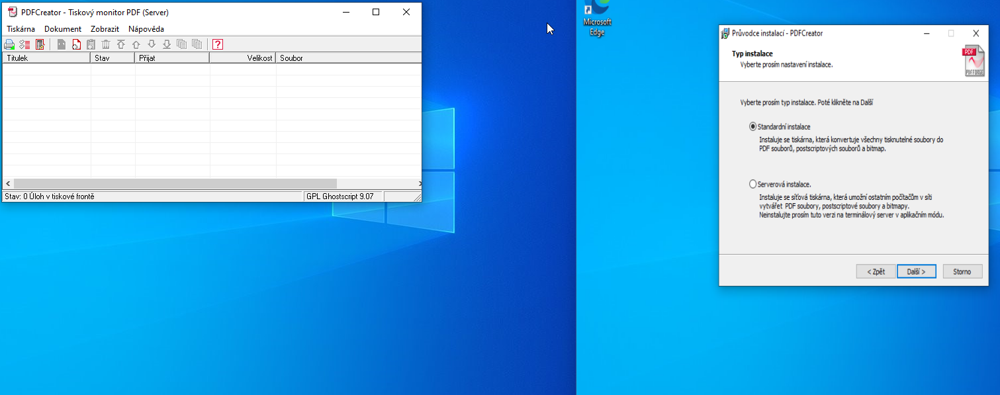 PDFCreator - Tiskový monitor PDF (Server)
Tiskárna Dokument Zobrazit Nápověda
Titulek Stav Přijat Velikost Soubor
Stav: 0 Úloh v tiskové frontě
GPL Ghostscript 9.07
Microsoft
Edge
Průvodce instalací - PDFCreator
Typ instalace
Vyberte prosím nastavení instalace.
PDF
PDFFORGE
Vyberte prosím typ instalace. Poté klikněte na Další
Standardní instalace
Instaluje se tiskárna, která konvertuje všechny tisknutelné soubory do
PDF souborů, postscriptových souborů a bitmap.
Serverová instalace.
Instaluje se síťová tiskárna, která umožní ostatním počítačům v síti
vytvářet PDF soubory, postscriptové soubory a bitmapy.
Neinstalujte prosím tuto verzi na terminálový server v aplikačním módu.
< Zpět
Další >
Storno